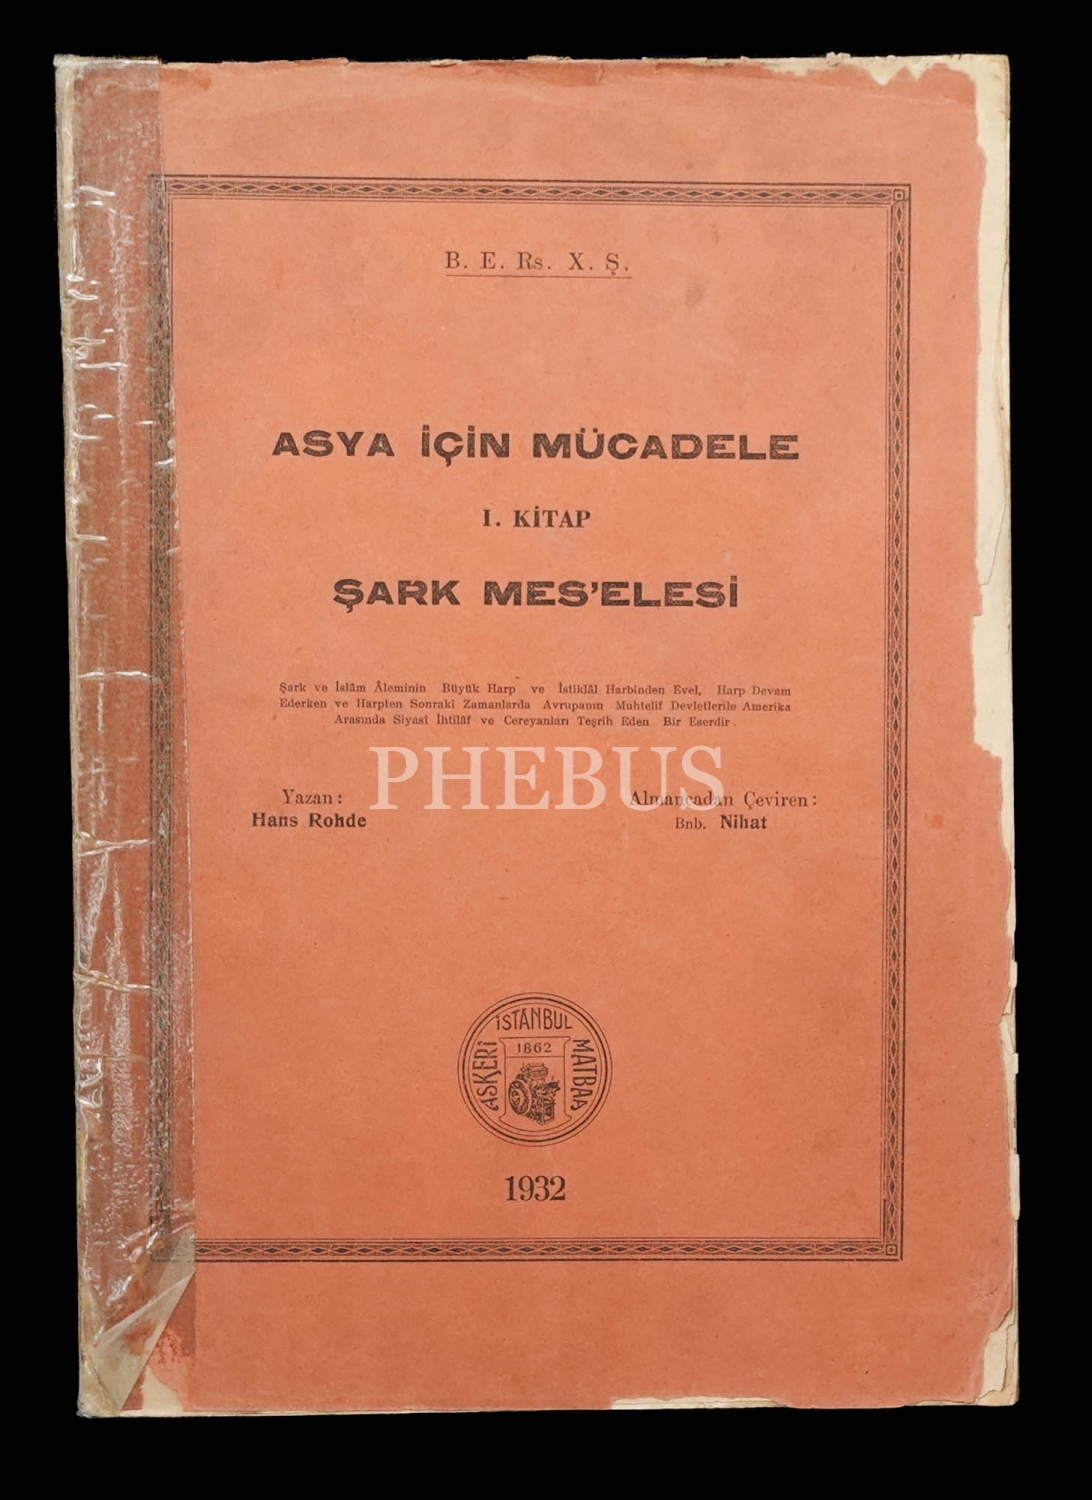 B. E. Rs. X. Ş.
ASYA İÇİN MÜCADELE
I. KİTAP
ŞARK MES'ELESİ
Şark ve İslâm Âleminin Büyük Harp ve İstiklâl Harbinden Evel, Harp Devam
Ederken ve Harpten Sonraki Zamanlarda Avrupanın Muhtelif Devletlerile Amerika
Arasında Siyasî İhtilâf ve Cereyanları Teşrih Eden Bir Eserdir.
PHEBUS
Yazan:
Hans Rohde
Almancadan Çeviren:
Bnb. Nihat
ASKERİ İSTANBUL MATBAA
1862
1932